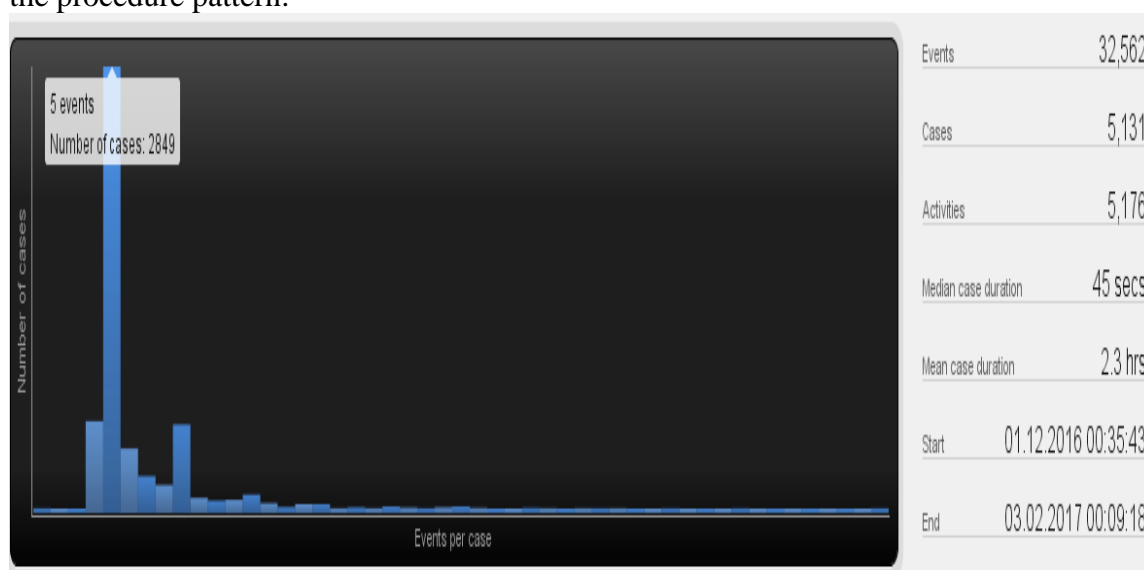 the procedure pattern.
5 events
Number of cases: 2849
Number of cases
Events per case
Events 32,562
Cases 5,131
Activities 5,176
Median case duration 45 secs
Mean case duration 2.3 hrs
Start 01.12.2016 00:35:43
End 03.02.2017 00:09:18